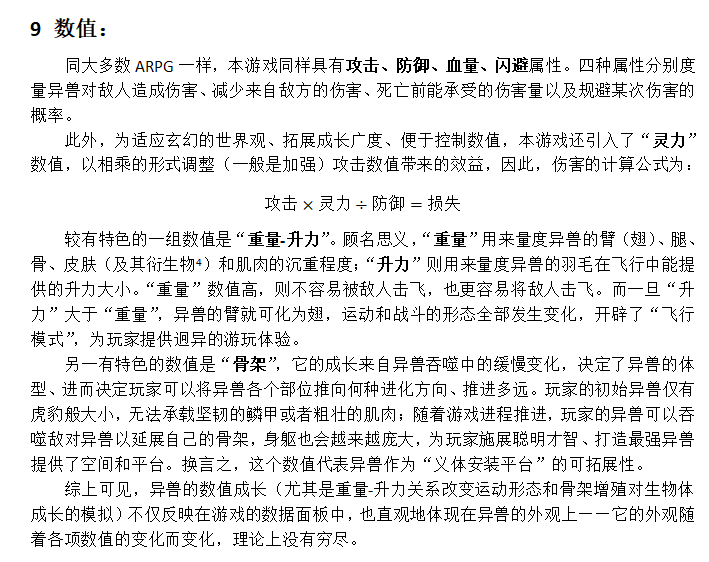 9 数值：
同大多数 ARPG 一样，本游戏同样具有攻击、防御、血量、闪避属性。四种属性分别度
量异兽对敌人造成伤害、减少来自敌方的伤害、死亡前能承受的伤害量以及规避某次伤害的
概率。
此外，为适应玄幻的世界观、拓展成长广度、便于控制数值，本游戏还引入了“灵力”
数值，以相乘的形式调整（一般是加强）攻击数值带来的效益，因此，伤害的计算公式为：
攻击 × 灵力 ÷ 防御 = 损失
较有特色的一组数值是“重量-升力”。顾名思义，“重量”用来量度异兽的臂（翅）、腿、
骨、皮肤（及其衍生物⁴）和肌肉的沉重程度；“升力”则用来量度异兽的羽毛在飞行中能提
供的升力大小。“重量”数值高，则不容易被敌人击飞，也更容易将敌人击飞。而一旦“升
力”大于“重量”，异兽的臂就可化为翅，运动和战斗的形态全部发生变化，开辟了“飞行
模式”，为玩家提供迥异的游玩体验。
另一有特色的数值是“骨架”，它的成长来自异兽吞噬中的缓慢变化，决定了异兽的体
型、进而决定玩家可以将异兽各个部位推向何种进化方向、推进多远。玩家的初始异兽仅有
虎豹般大小，无法承载坚韧的鳞甲或者粗壮的肌肉；随着游戏进程推进，玩家的异兽可以吞
噬敌对异兽以延展自己的骨架，身躯也会越来越庞大，为玩家施展聪明才智、打造最强异兽
提供了空间和平台。换言之，这个数值代表异兽作为“义体安装平台”的可拓展性。
综上可见，异兽的数值成长（尤其是重量-升力关系改变运动形态和骨架增殖对生物体
成长的模拟）不仅反映在游戏的数据面板中，也直观地体现在异兽的外观上——它的外观随
着各项数值的变化而变化，理论上没有穷尽。